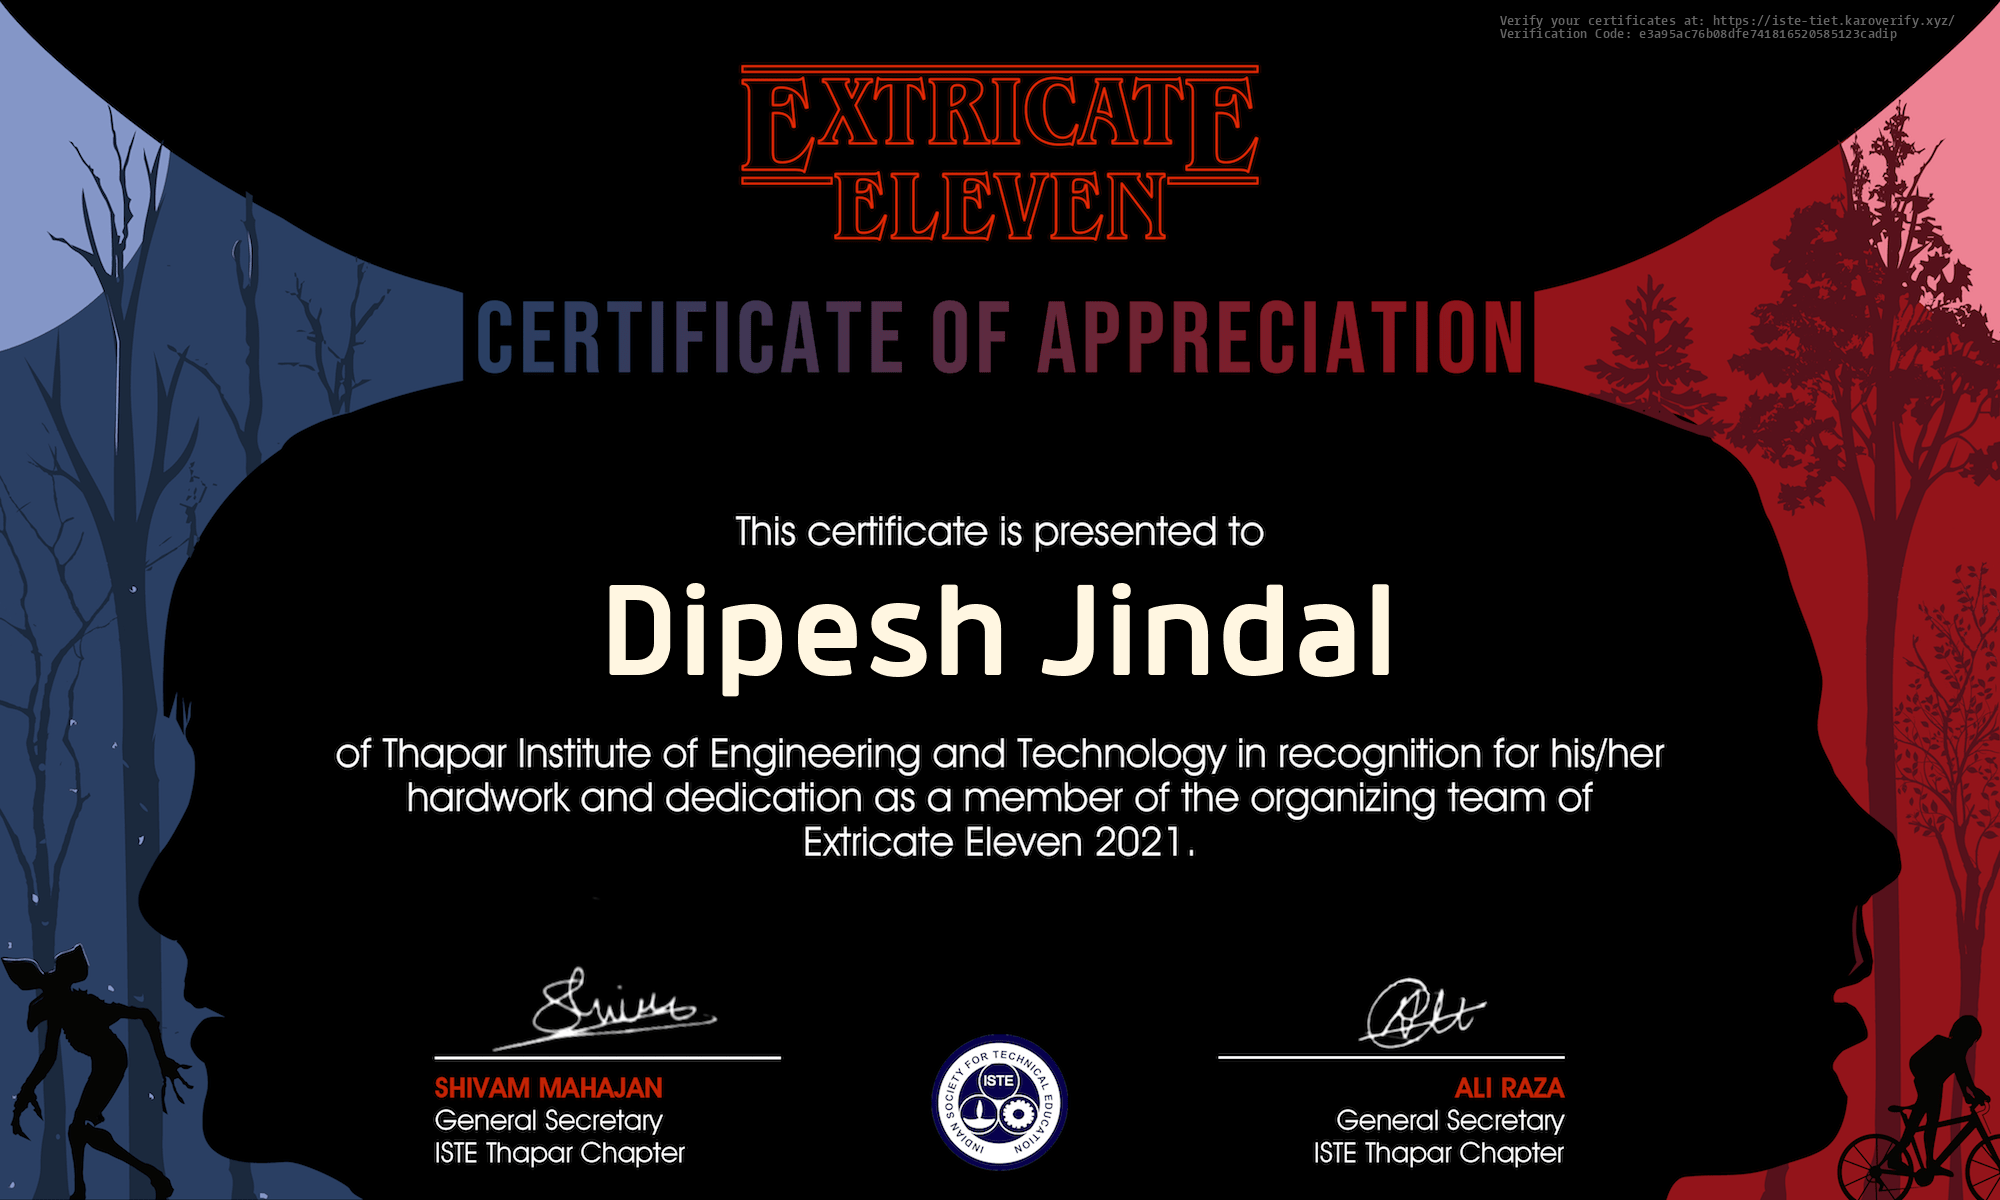 Verify your certificates at: https://iste-tiet.karoverify.xyz/
Verification Code: e3a95ac76b08dfe741816520585123cadip
EXTRICATE
ELEVEN
CERTIFICATE OF APPRECIATION
This certificate is presented to
Dipesh Jindal
of Thapar Institute of Engineering and Technology in recognition for his/her
hardwork and dedication as a member of the organizing team of
Extricate Eleven 2021.
SHIVAM MAHAJAN
General Secretary
ISTE Thapar Chapter
INDIAN SOCIETY FOR TECHNICAL EDUCATION
ISTE
ALI RAZA
General Secretary
ISTE Thapar Chapter